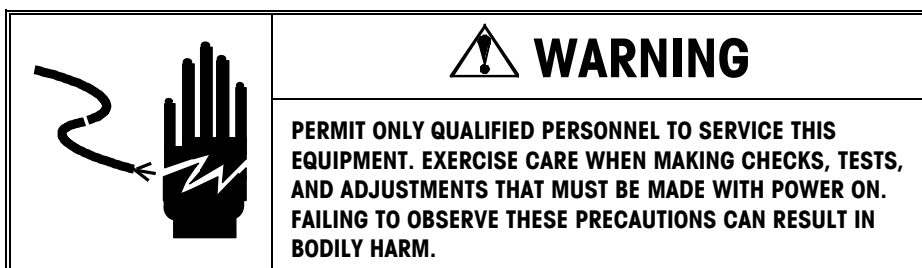 WARNING
PERMIT ONLY QUALIFIED PERSONNEL TO SERVICE THIS
EQUIPMENT. EXERCISE CARE WHEN MAKING CHECKS, TESTS,
AND ADJUSTMENTS THAT MUST BE MADE WITH POWER ON.
FAILING TO OBSERVE THESE PRECAUTIONS CAN RESULT IN
BODILY HARM.